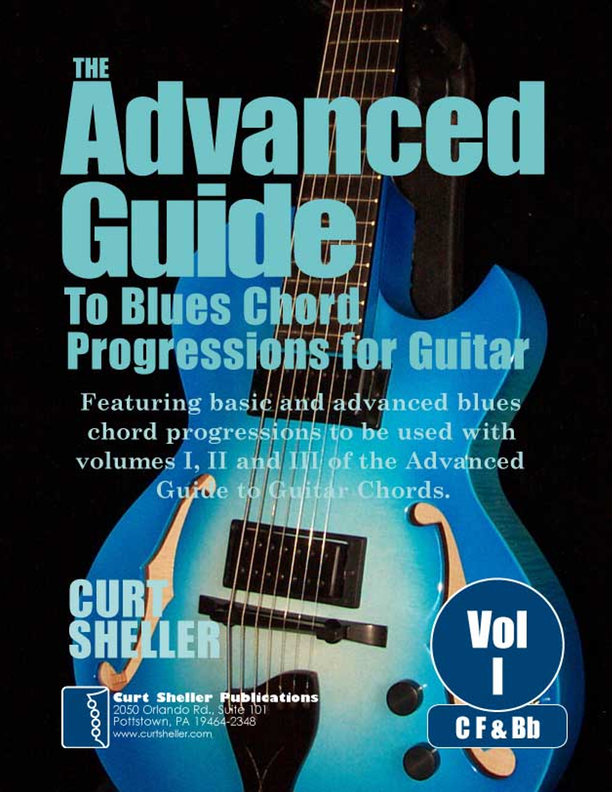 THE
Advanced
Guide
To Blues Chord
Progressions for Guitar
Featuring basic and advanced blues
chord progressions to be used with
volumes I, II and III of the Advanced
Guide to Guitar Chords.
CURT
SHELLER
Curt Sheller Publications
2050 Orlando Rd., Suite 101
Pottstown, PA 19464-2348
www.curtsheller.com
Vol
I
C F & Bb